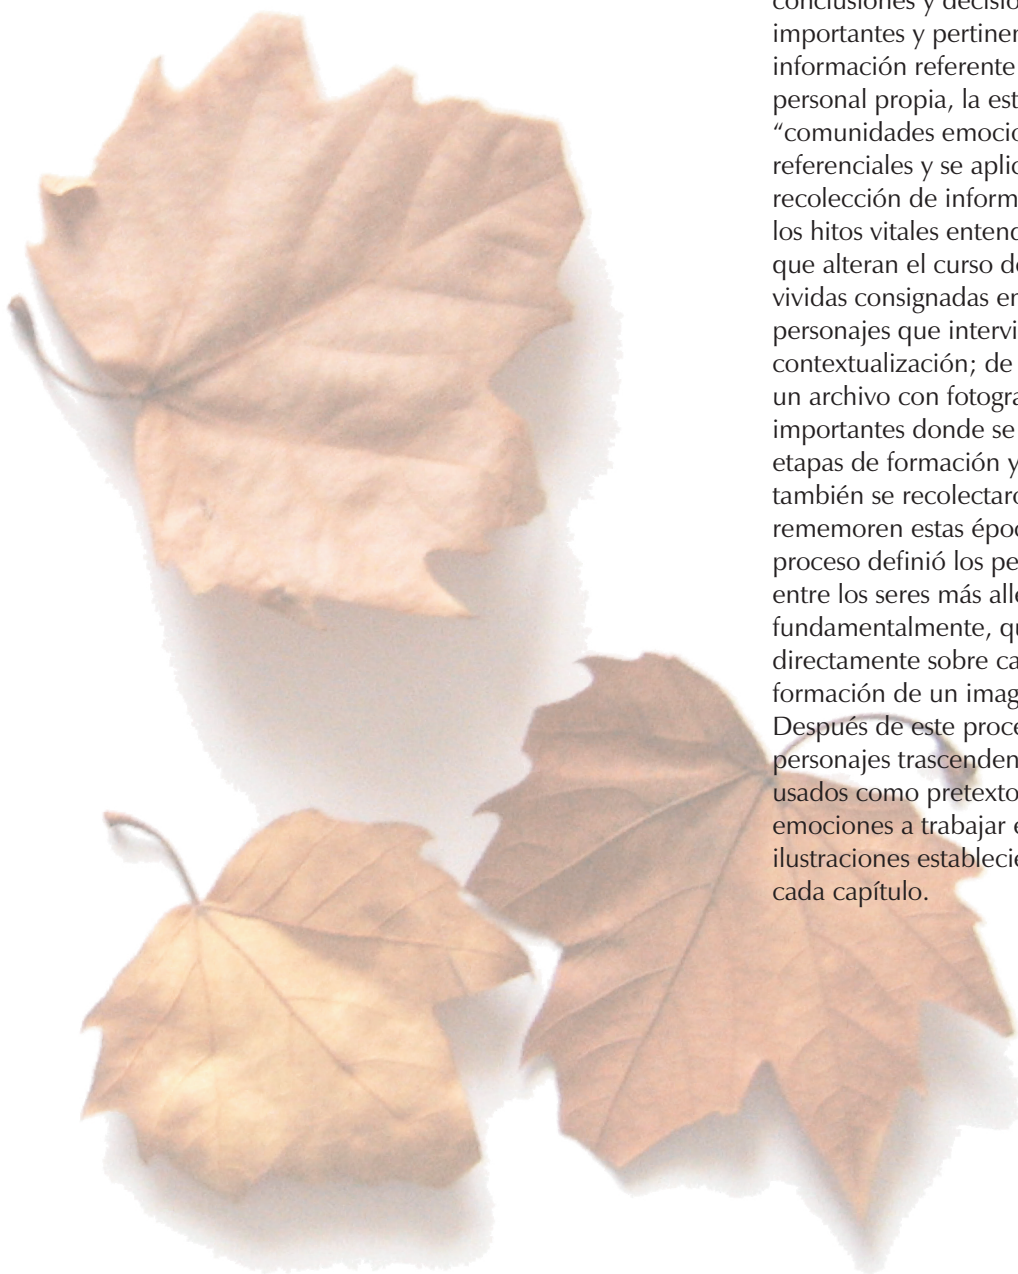 conclusiones y decisio
importantes y pertiner
información referente
personal propia, la est
“comunidades emocio
referenciales y se aplic
recolección de inform
los hitos vitales entend
que alteran el curso de
vividas consignadas en
personajes que intervi
contextualización; de
un archivo con fotogra
importantes donde se
etapas de formación y
también se recolectaro
rememoren estas époc
proceso definió los pe
entre los seres más alle
fundamentalmente, qu
directamente sobre ca
formación de un imag
Después de este proce
personajes trascenden
usados como pretexto
emociones a trabajar e
ilustraciones establecie
cada capítulo.